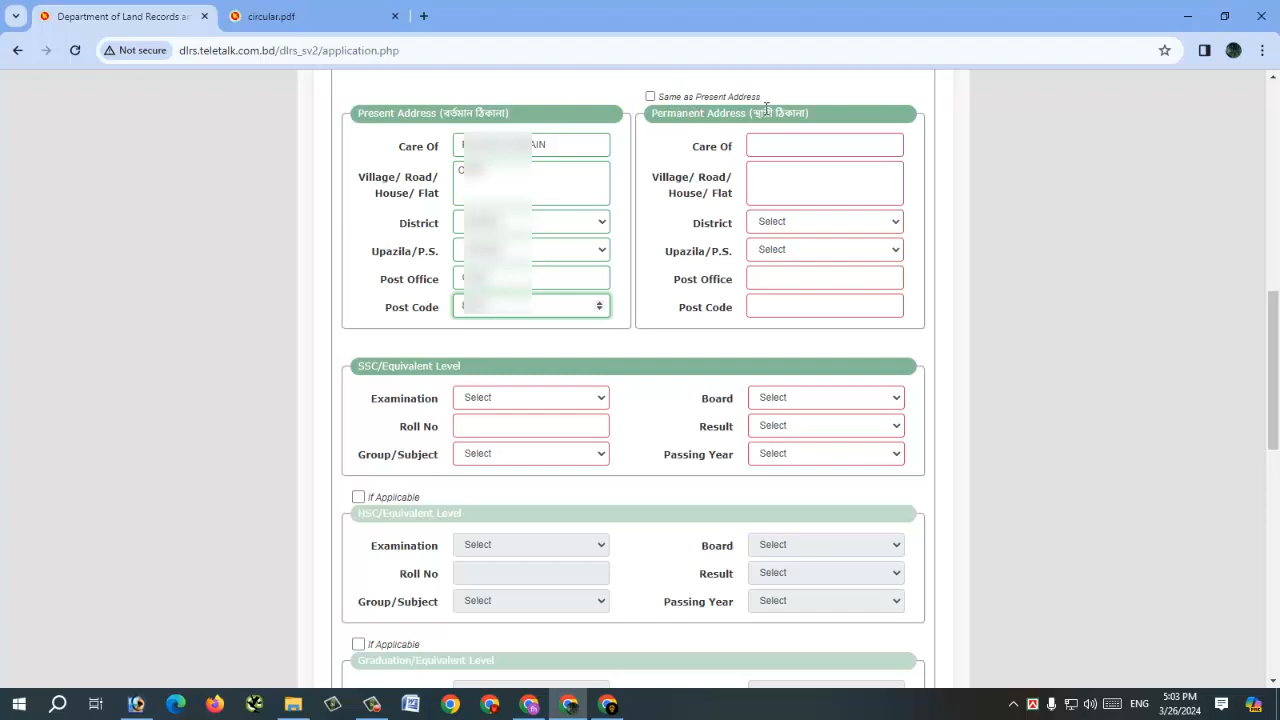 Department of Land Records an
circular.pdf
Not secure
dlrs.teletalk.com.bd/dlrs_sv2/application.php
Same as Present Address
Present Address (বর্তমান ঠিকানা)
Permanent Address (স্থায়ী ঠিকানা)
Care Of
AIN
Care Of
Village/ Road/
House/ Flat
Village/ Road/
House/ Flat
District
District
Select
Upazila/P.S.
Upazila/P.S.
Select
Post Office
Post Office
Post Code
Post Code
SSC/Equivalent Level
Examination
Select
Board
Select
Roll No
Result
Select
Group/Subject
Select
Passing Year
Select
If Applicable
HSC/Equivalent Level
Examination
Select
Board
Select
Roll No
Result
Select
Group/Subject
Select
Passing Year
Select
If Applicable
Graduation/Equivalent Level
ENG
5:03 PM
3/26/2024